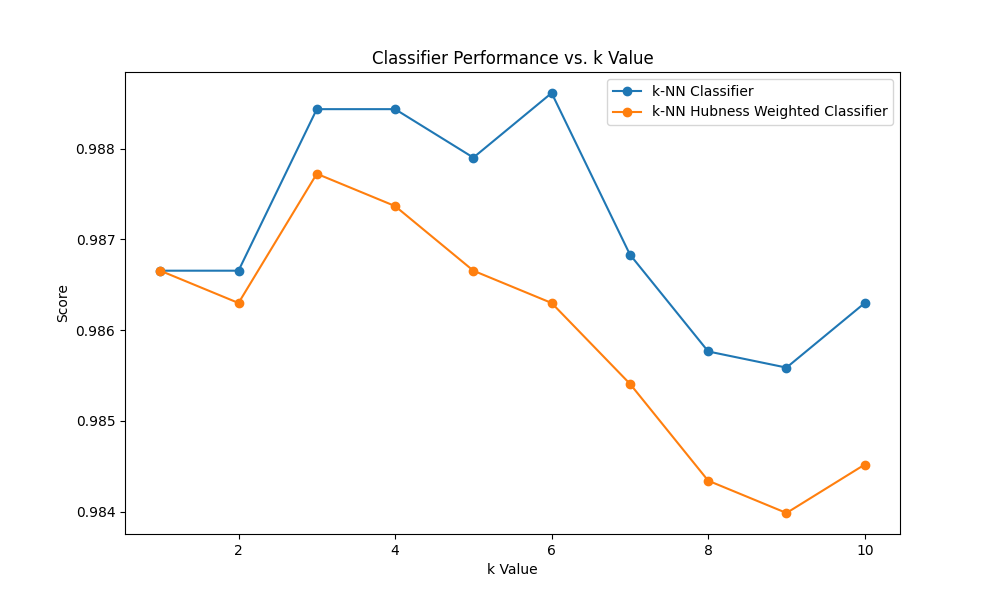 Classifier Performance vs. k Value
k-NN Classifier
k-NN Hubness Weighted Classifier
0.988
0.987
0.986
0.985
0.984
Score
2 4 6 8 10
k Value